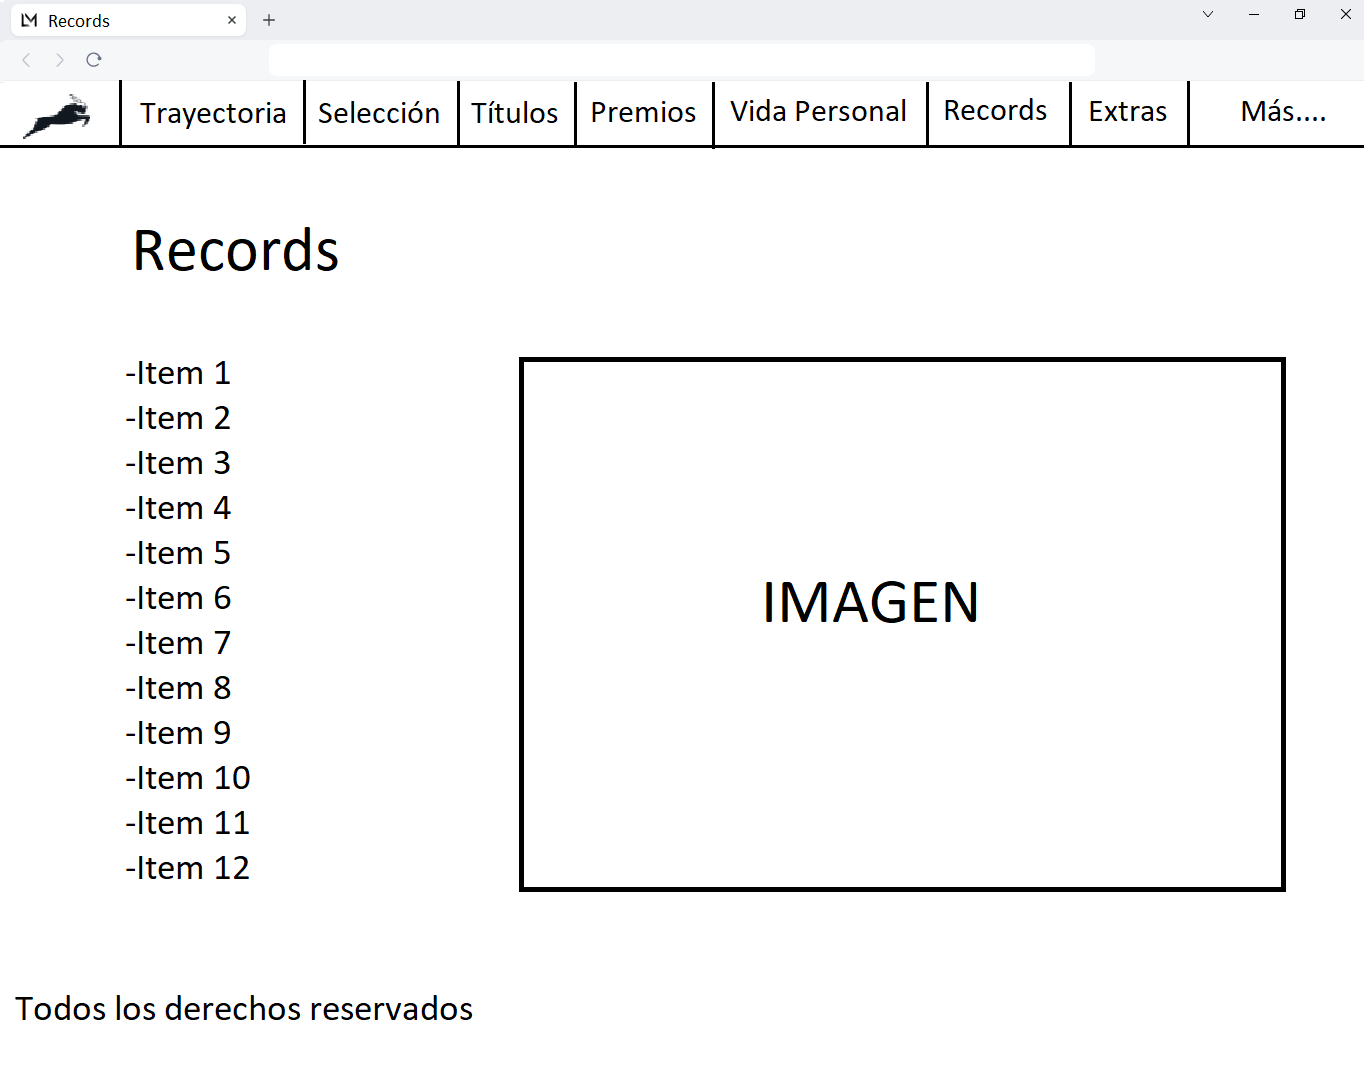 Records
Trayectoria Selección Títulos Premios Vida Personal Records Extras Más....
Records
-Item 1
-Item 2
-Item 3
-Item 4
-Item 5
-Item 6
-Item 7
-Item 8
-Item 9
-Item 10
-Item 11
-Item 12
IMAGEN
Todos los derechos reservados